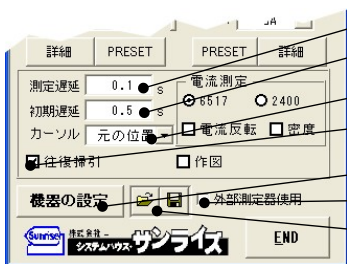 詳細 PRESET PRESET 詳細
測定遅延 0.1 s 電流測定
初期遅延 0.5 s 6517 2400
カーソル 元の位置 電流反転 密度
往復掃引 作図
機器の設定 外部測定器使用
Sunrise 株式会社 システムハウス・サンライズ END